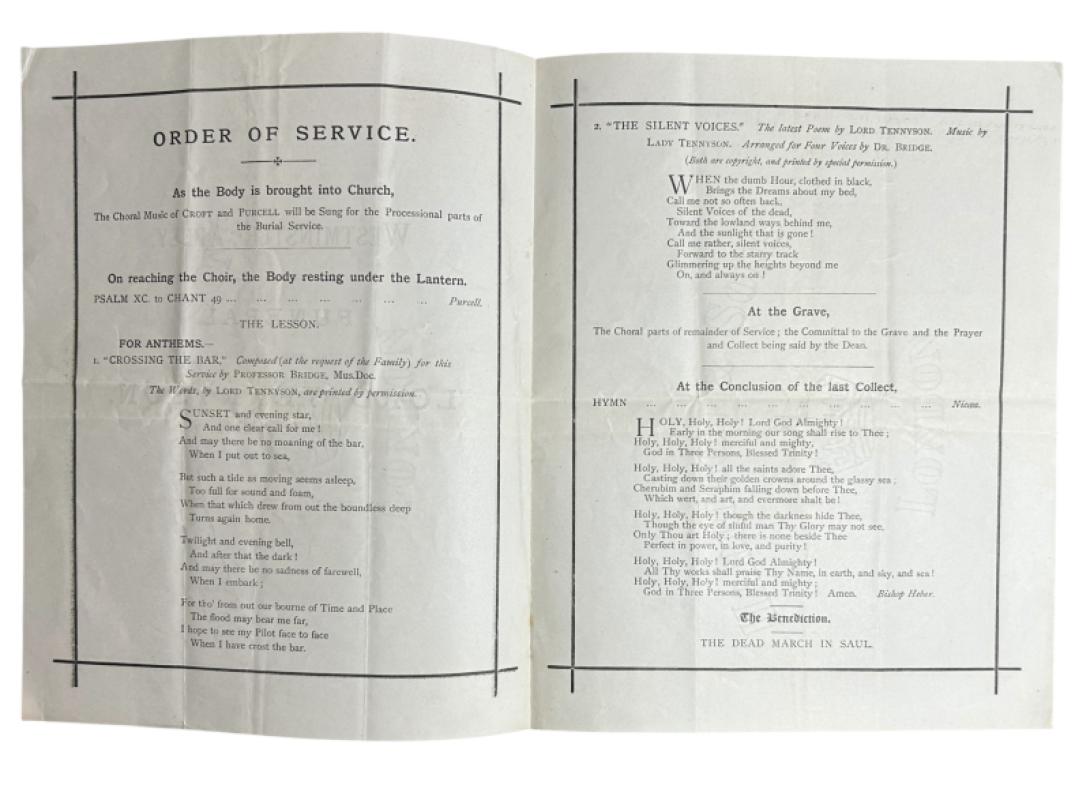 ORDER OF SERVICE.
As the Body is brought into Church,
The Choral Music of CROFT and PURCELL will be Sung for the Processional parts of
the Burial Service.
On reaching the Choir, the Body resting under the Lantern.
PSALM XC. to CHANT 49 ... ... ... ... ... ... ... Purcell.
THE LESSON.
FOR ANTHEMS.—
1. "CROSSING THE BAR," Composed (at the request of the Family) for this
Service by PROFESSOR BRIDGE, Mus.Doc.
The Words, by LORD TENNYSON, are printed by permission.
SUNSET and evening star,
And one clear call for me!
And may there be no moaning of the bar,
When I put out to sea,
But such a tide as moving seems asleep,
Too full for sound and foam,
When that which drew from out the boundless deep
Turns again home.
Twilight and evening bell,
And after that the dark!
And may there be no sadness of farewell,
When I embark;
For tho' from out our bourne of Time and Place
The flood may bear me far,
I hope to see my Pilot face to face
When I have crost the bar.
2. "THE SILENT VOICES." The latest Poem by LORD TENNYSON. Music by
LADY TENNYSON. Arranged for Four Voices by DR. BRIDGE.
(Both are copyright, and printed by special permission.)
WHEN the dumb Hour, clothed in black,
Brings the Dreams about my bed,
Call me not so often back,
Silent Voices of the dead,
Toward the lowland ways behind me,
And the sunlight that is gone!
Call me rather, silent voices,
Forward to the starry track
Glimmering up the heights beyond me
On, and always on!
At the Grave,
The Choral parts of remainder of Service; the Committal to the Grave and the Prayer
and Collect being said by the Dean.
At the Conclusion of the last Collect,
HYMN ... ... ... ... ... ... ... ... ... Nicæa.
HOLY, Holy, Holy! Lord God Almighty!
Early in the morning our song shall rise to Thee;
Holy, Holy, Holy! merciful and mighty,
God in Three Persons, Blessed Trinity!
Holy, Holy, Holy! all the saints adore Thee,
Casting down their golden crowns around the glassy sea;
Cherubim and Seraphim falling down before Thee,
Which wert, and art, and evermore shalt be!
Holy, Holy, Holy! though the darkness hide Thee,
Though the eye of sinful man Thy Glory may not see,
Only Thou art Holy; there is none beside Thee
Perfect in power, in love, and purity!
Holy, Holy, Holy! Lord God Almighty!
All Thy works shall praise Thy Name, in earth, and sky, and sea!
Holy, Holy, Holy! merciful and mighty;
God in Three Persons, Blessed Trinity! Amen. Bishop Heber.
The Benediction.
THE DEAD MARCH IN SAUL.